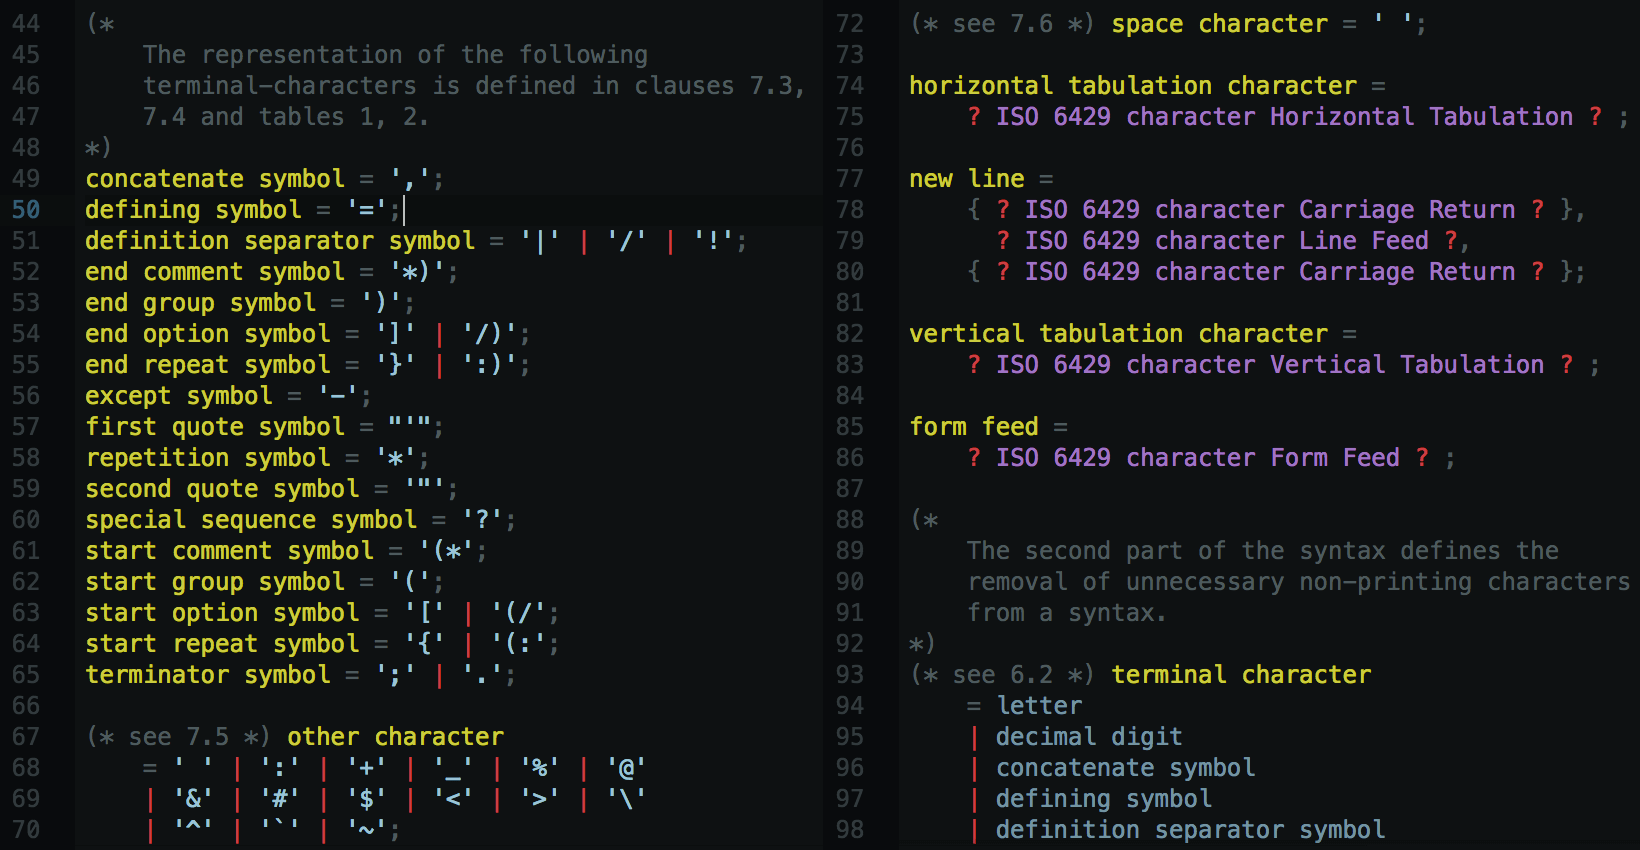 44 (*
45     The representation of the following
46     terminal-characters is defined in clauses 7.3,
47     7.4 and tables 1, 2.
48 *)
49 concatenate symbol = ',';
50 defining symbol = '=';
51 definition separator symbol = '|' | '/' | '!';
52 end comment symbol = '*)';
53 end group symbol = ')';
54 end option symbol = ']' | '/)';
55 end repeat symbol = '}' | ':)';
56 except symbol = '-';
57 first quote symbol = "'";
58 repetition symbol = '*';
59 second quote symbol = '"';
60 special sequence symbol = '?';
61 start comment symbol = '(*';
62 start group symbol = '(';
63 start option symbol = '[' | '(/';
64 start repeat symbol = '{' | '(:';
65 terminator symbol = ';' | '.';
66
67 (* see 7.5 *) other character
68     = ' ' | ':' | '+' | '_' | '%' | '@'
69     | '&' | '#' | '$' | '<' | '>' | '\'
70     | '^' | '`' | '~';
72 (* see 7.6 *) space character = ' ';
73
74 horizontal tabulation character =
75     ? ISO 6429 character Horizontal Tabulation ? ;
76
77 new line =
78     { ? ISO 6429 character Carriage Return ? },
79       ? ISO 6429 character Line Feed ?,
80     { ? ISO 6429 character Carriage Return ? };
81
82 vertical tabulation character =
83     ? ISO 6429 character Vertical Tabulation ? ;
84
85 form feed =
86     ? ISO 6429 character Form Feed ? ;
87
88 (*
89     The second part of the syntax defines the
90     removal of unnecessary non-printing characters
91     from a syntax.
92 *)
93 (* see 6.2 *) terminal character
94     = letter
95     | decimal digit
96     | concatenate symbol
97     | defining symbol
98     | definition separator symbol